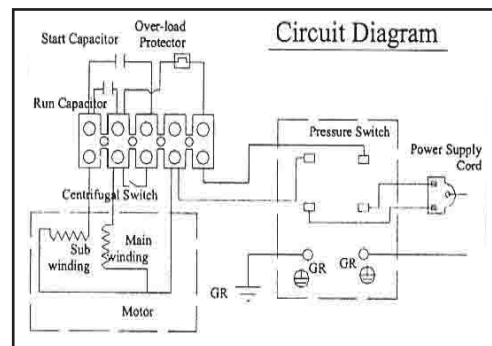 Circuit Diagram
Start Capacitor
Over-load
Protector
Run Capacitor
Pressure Switch
Power Supply
Cord
Centrifugal Switch
Sub
winding
Main
winding
Motor
GR
GR
GR